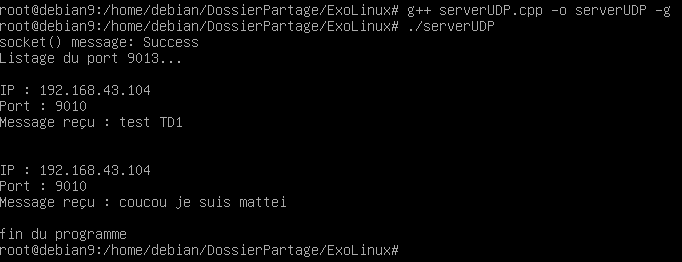 root@debian9:/home/debian/DossierPartage/ExoLinux# g++ serverUDP.cpp -o serverUDP -g
root@debian9:/home/debian/DossierPartage/ExoLinux# ./serverUDP
socket() message: Success
Listage du port 9013...
IP : 192.168.43.104
Port : 9010
Message reçu : test TD1
IP : 192.168.43.104
Port : 9010
Message reçu : coucou je suis mattei
fin du programme
root@debian9:/home/debian/DossierPartage/ExoLinux#